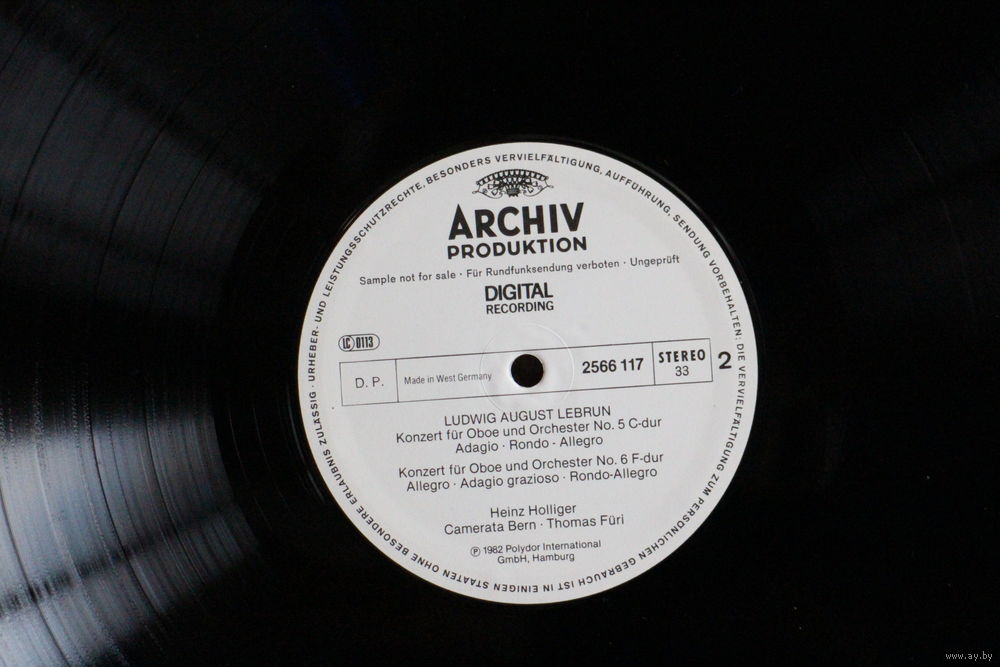 URHEBER- UND LEISTUNGSSCHUTZRECHTE, BESONDERS VERVIELFÄLTIGUNG, AUFFÜHRUNG, SENDUNG VORBEHALTEN; DIE VERVIELFÄLTIGUNG ZUM PERSÖNLICHEN GEBRAUCH IST IN EINIGEN STAATEN OHNE BESONDERE ERLAUBNIS ZULÄSSIG ·
ARCHIV
PRODUKTION
Sample not for sale · Für Rundfunksendung verboten · Ungeprüft
DIGITAL
RECORDING
LC 0113
D. P. Made in West Germany 2566 117 STEREO 33 2
LUDWIG AUGUST LEBRUN
Konzert für Oboe und Orchester No. 5 C-dur
Adagio · Rondo · Allegro
Konzert für Oboe und Orchester No. 6 F-dur
Allegro · Adagio grazioso · Rondo-Allegro
Heinz Holliger
Camerata Bern · Thomas Füri
℗ 1982 Polydor International
GmbH, Hamburg
www.ay.by